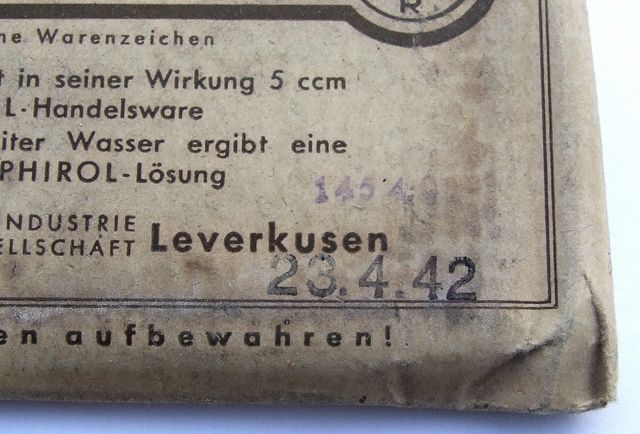 R
ne Warenzeichen
t in seiner Wirkung 5 ccm
L-Handelsware
iter Wasser ergibt eine
PHIROL-Lösung
NDUSTRIE
ELLSCHAFT Leverkusen
23.4.42
en aufbewahren!